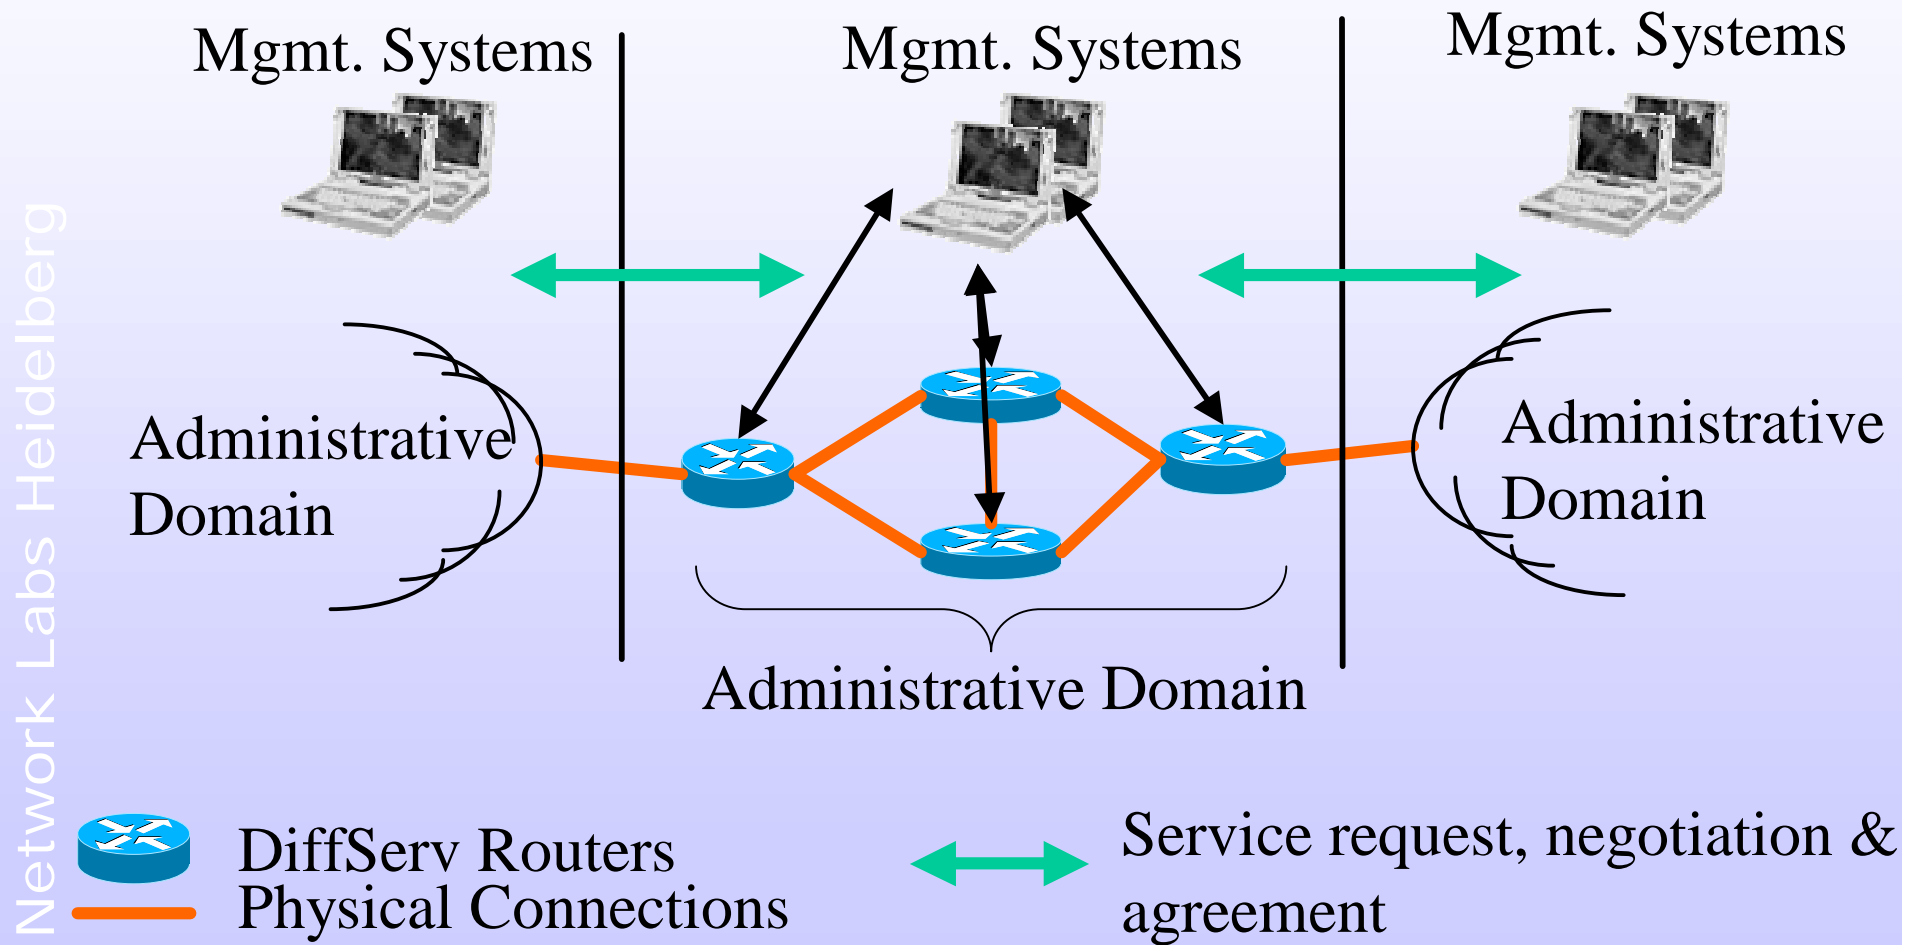 Mgmt. Systems
Mgmt. Systems
Mgmt. Systems
Administrative
Domain
Administrative
Domain
Administrative Domain
DiffServ Routers
Physical Connections
Service request, negotiation &
agreement
Network Labs Heidelberg